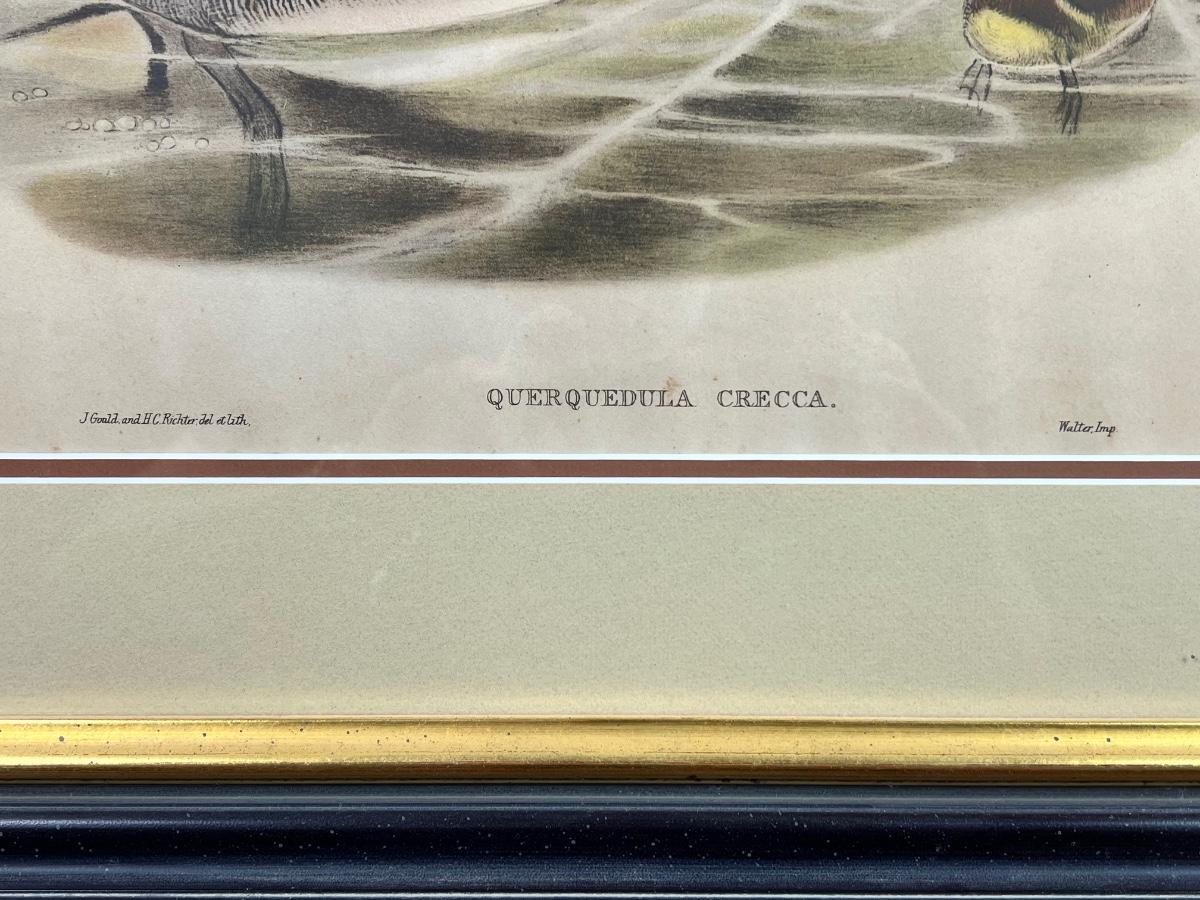 QUERQUEDULA CRECCA.
J Gould, and H C Richter, del et lith,
Walter, Imp